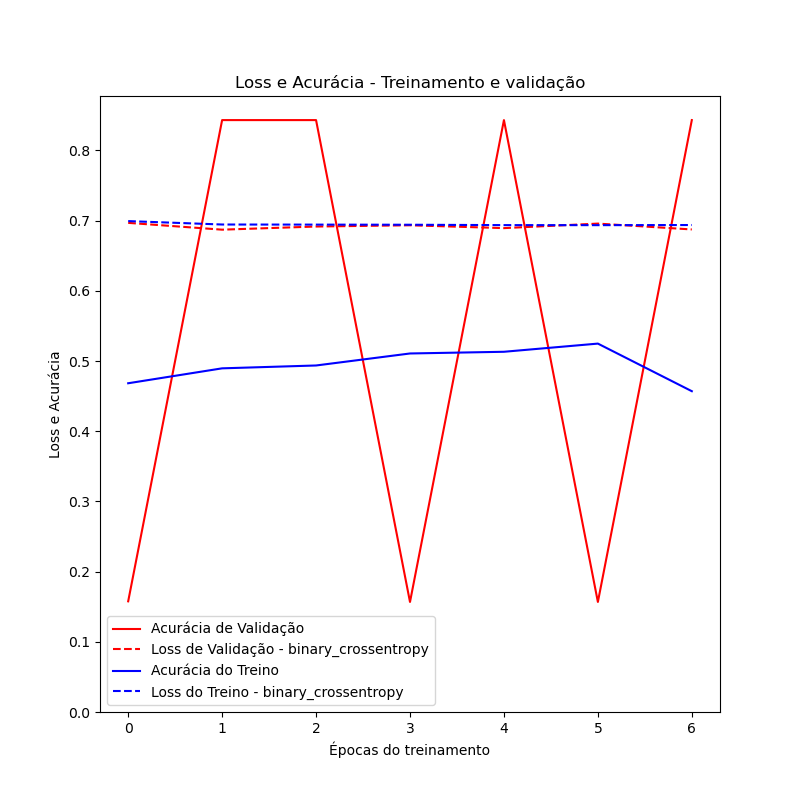 Loss e Acurácia - Treinamento e validação
Loss e Acurácia
0.8
0.7
0.6
0.5
0.4
0.3
0.2
0.1
0.0
Acurácia de Validação
Loss de Validação - binary_crossentropy
Acurácia do Treino
Loss do Treino - binary_crossentropy
0 1 2 3 4 5 6
Épocas do treinamento